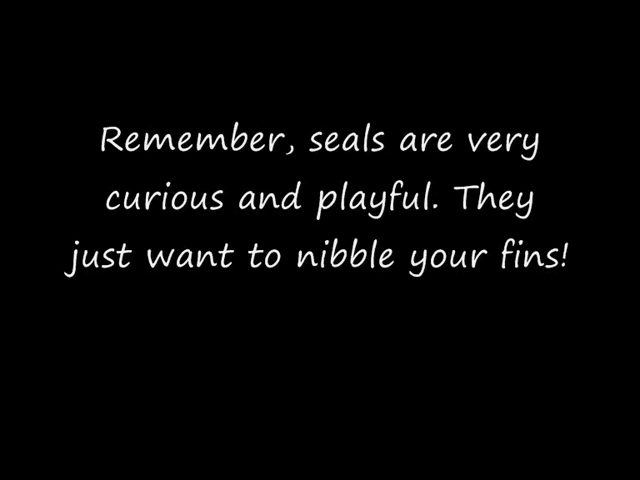 Remember, seals are very
curious and playful. They
just want to nibble your fins!